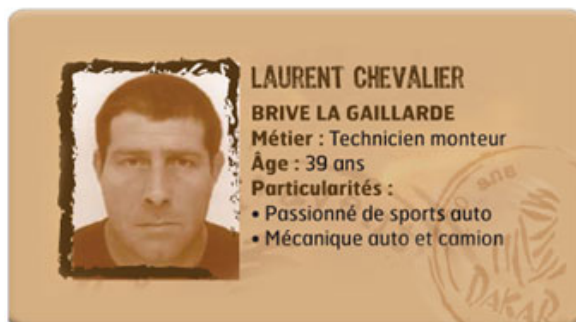 LAURENT CHEVALIER
BRIVE LA GAILLARDE
Métier : Technicien monteur
Âge : 39 ans
Particularités :
• Passionné de sports auto
• Mécanique auto et camion
DAKAR